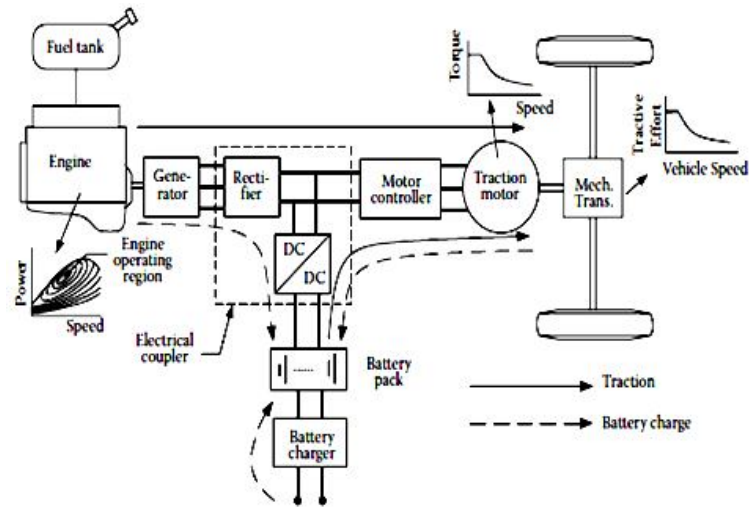 Fuel tank
Engine
Gene-
rator
Recti-
fier
Motor
controller
Traction
motor
Mech.
Trans.
Torque
Speed
Tractive
Effort
Vehicle Speed
Power
Speed
Engine
operating
region
DC
DC
Electrical
coupler
Battery
pack
Battery
charger
Traction
Battery charge